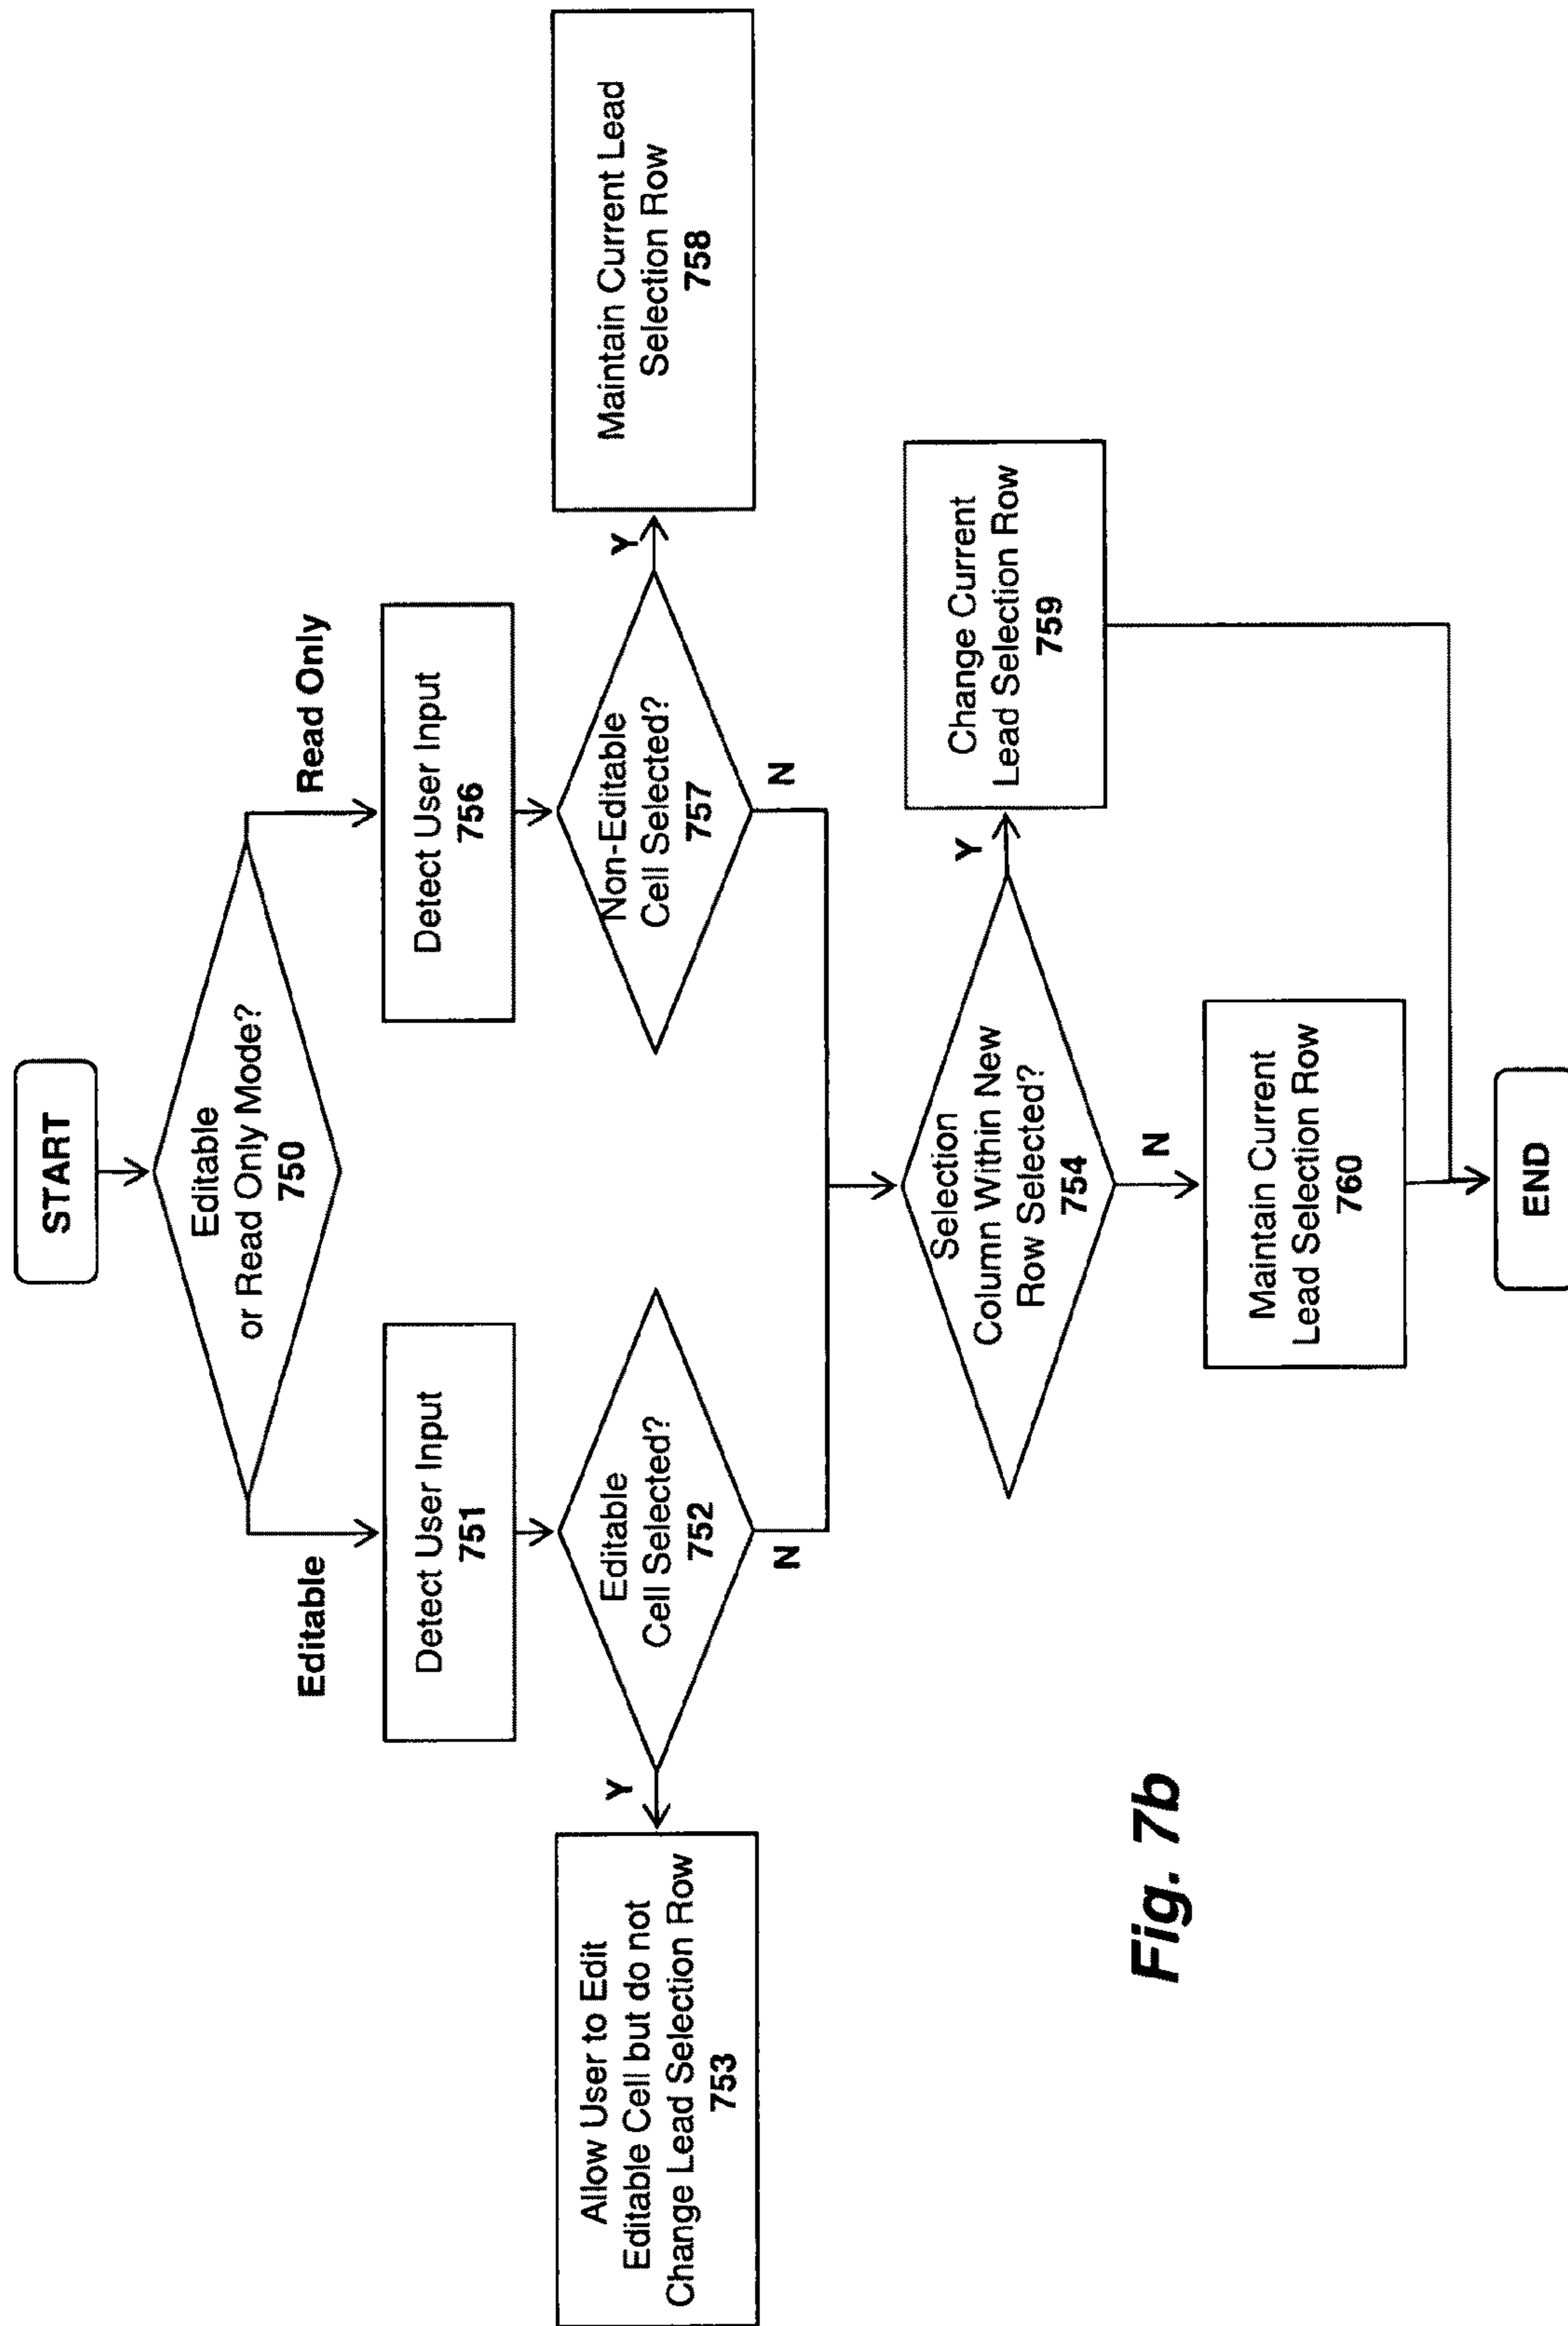 START
Editable
or Read Only Mode?
750
Editable
Read Only
Detect User Input
751
Detect User Input
756
Editable
Cell Selected?
752
Non-Editable
Cell Selected?
757
Y
Allow User to Edit
Editable Cell but do not
Change Lead Selection Row
753
Y
Maintain Current Lead
Selection Row
758
N
N
Selection
Column Within New
Row Selected?
754
Y
Change Current
Lead Selection Row
759
N
Maintain Current
Lead Selection Row
760
END
Fig. 7b